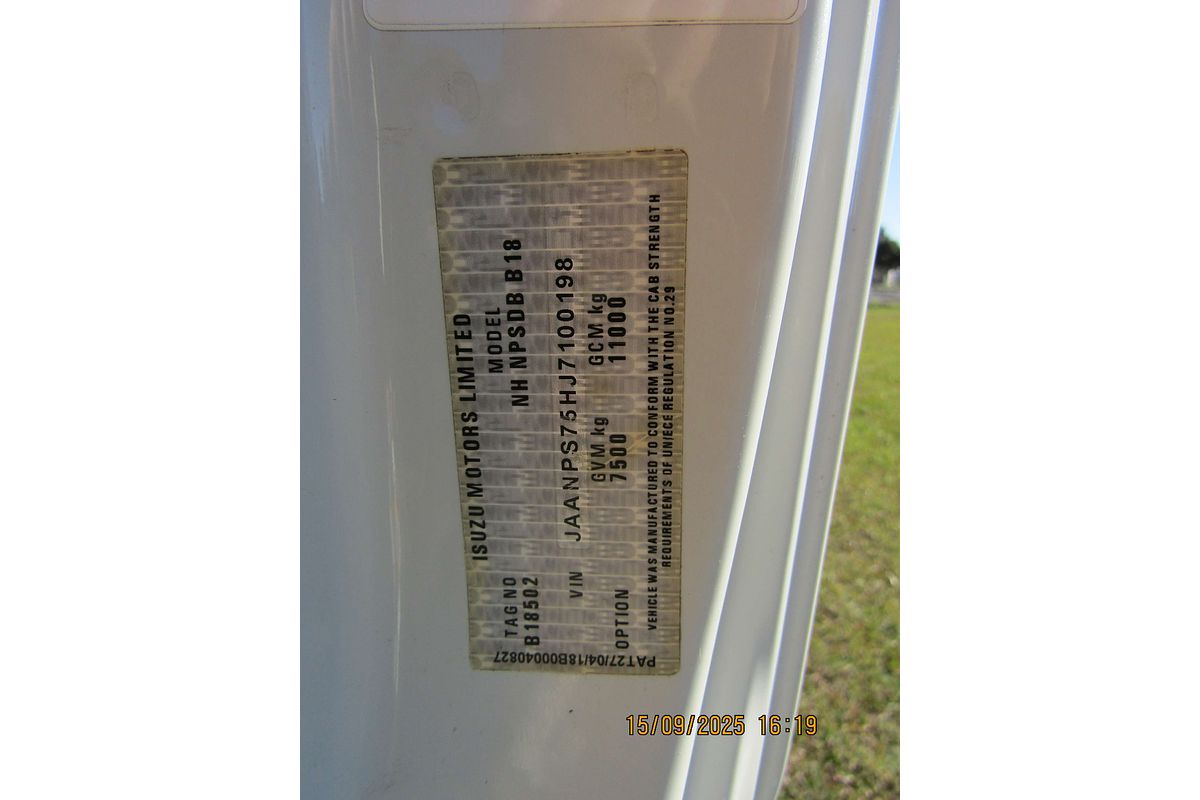 ISUZU MOTORS LIMITED
TAG NO
B18502
MODEL
NH NPSDB B18
VIN JAANPS75HJ7100198
GVM kg
7500
GCM kg
11000
OPTION
VEHICLE WAS MANUFACTURED TO CONFORM WITH THE CAB STRENGTH
REQUIREMENTS OF UN/ECE REGULATION NO.29
PAT27/04/18B00040827
15/09/2025 16:19